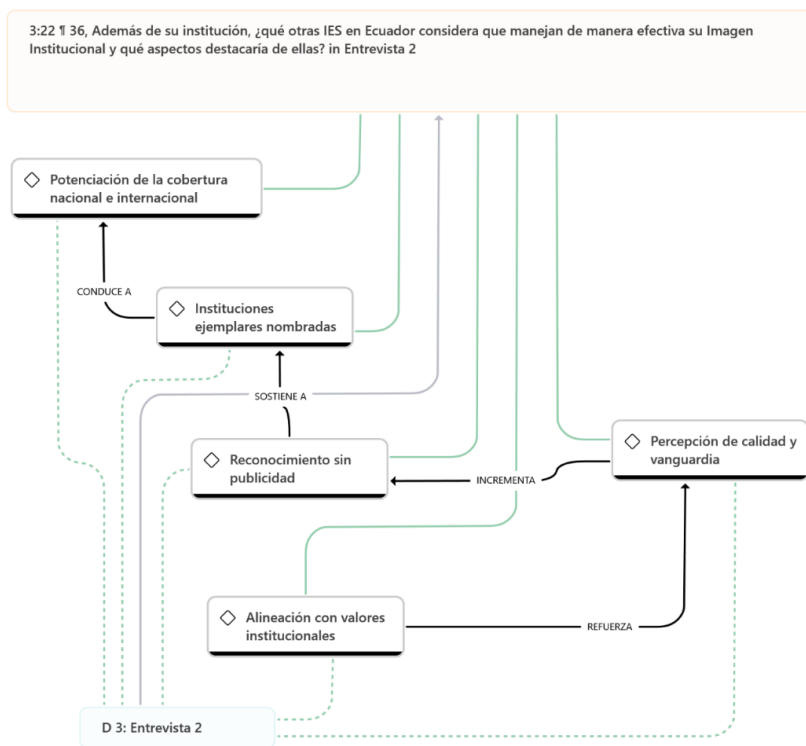 3:22 ¶ 36, Además de su institución, ¿qué otras IES en Ecuador considera que manejan de manera efectiva su Imagen
Institucional y qué aspectos destacaría de ellas? in Entrevista 2
Potenciación de la cobertura
nacional e internacional
CONDUCE A
Instituciones
ejemplares nombradas
SOSTIENE A
Reconocimiento sin
publicidad
INCREMENTA
Percepción de calidad y
vanguardia
Alineación con valores
institucionales
REFUERZA
D 3: Entrevista 2